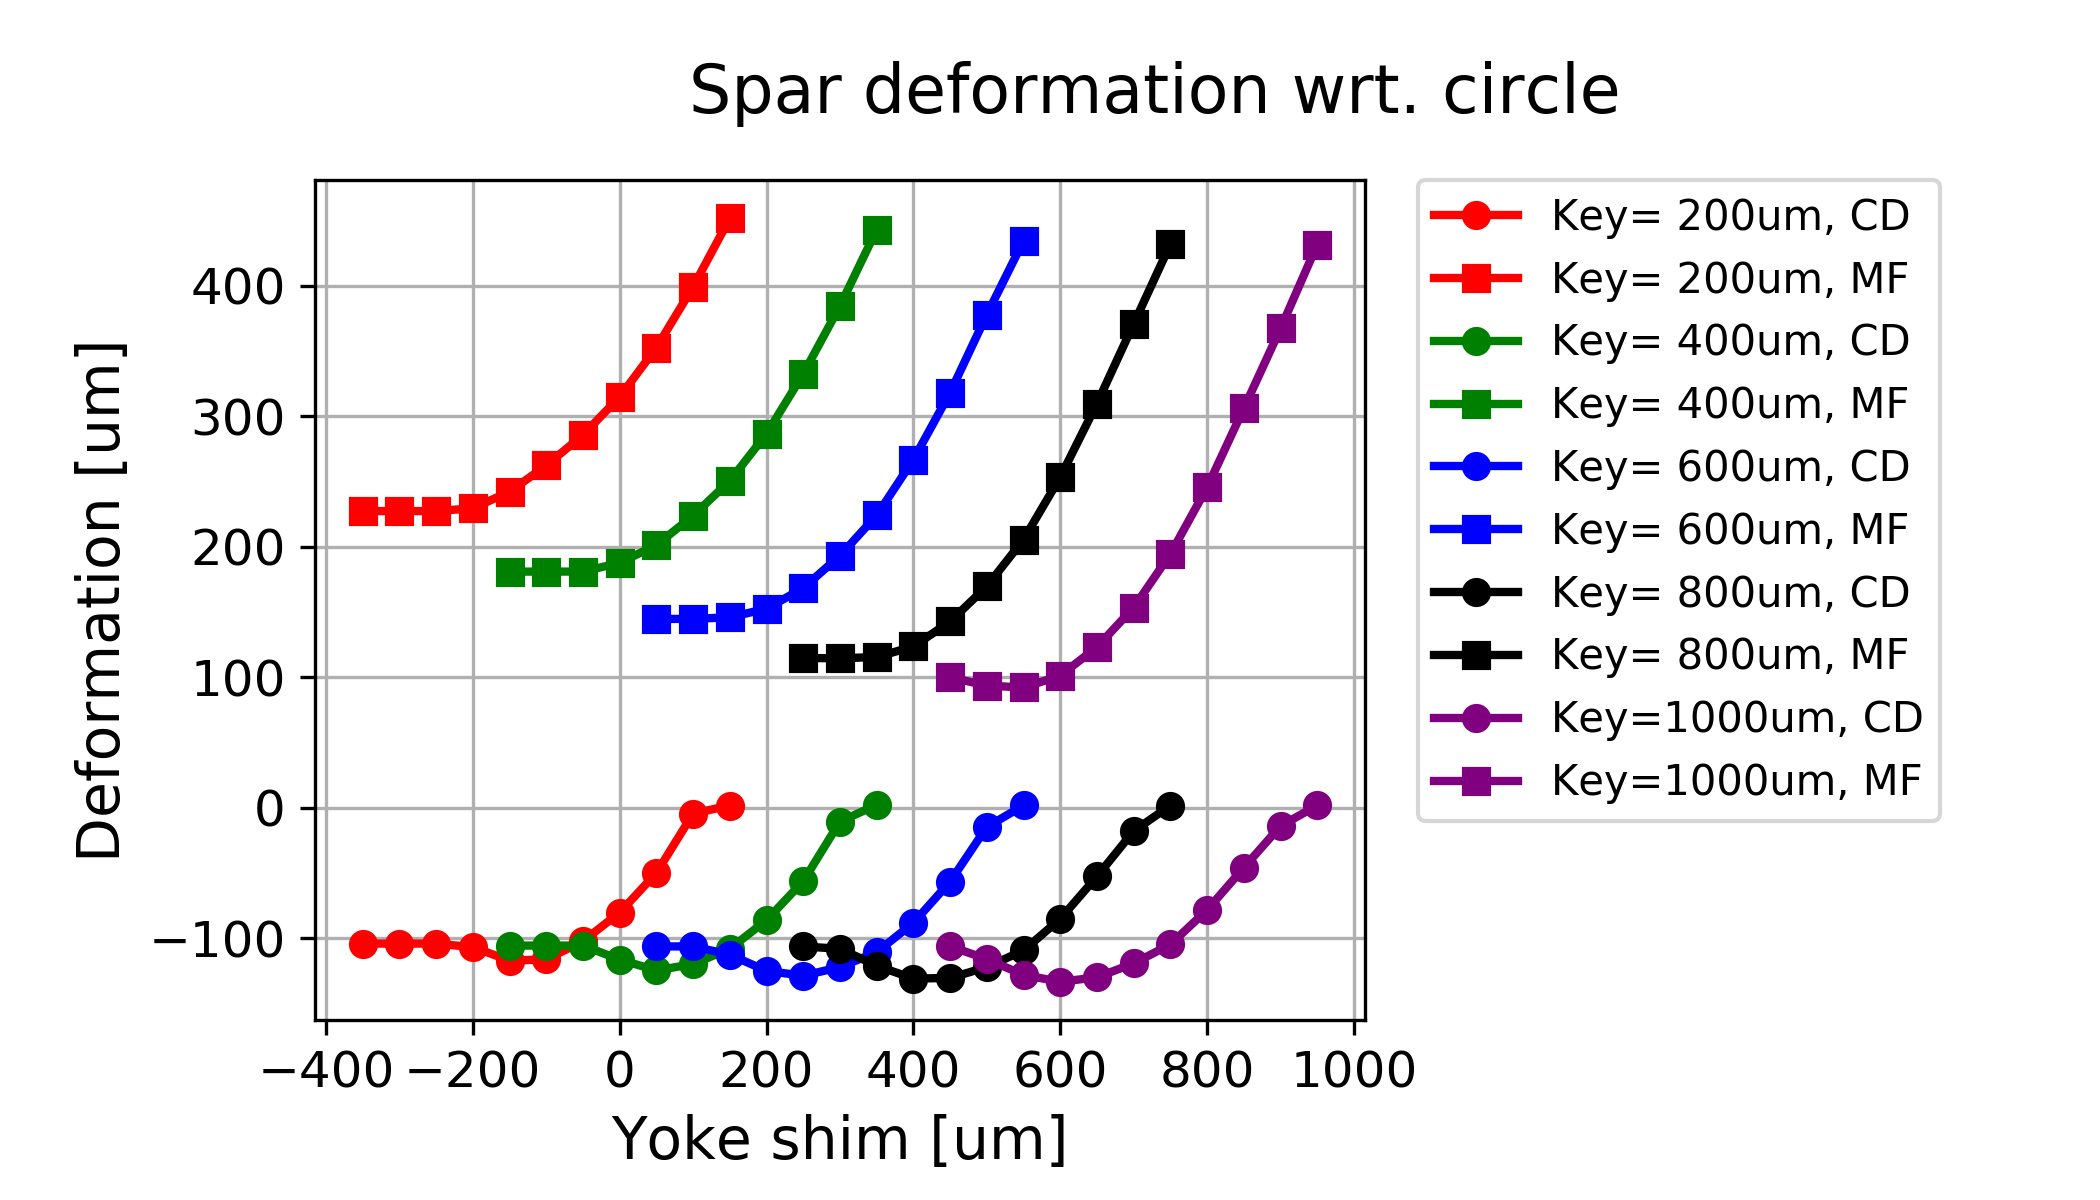 Spar deformation wrt. circle
Deformation [um]
400
300
200
100
0
−100
−400 −200 0 200 400 600 800 1000
Yoke shim [um]
Key= 200um, CD
Key= 200um, MF
Key= 400um, CD
Key= 400um, MF
Key= 600um, CD
Key= 600um, MF
Key= 800um, CD
Key= 800um, MF
Key=1000um, CD
Key=1000um, MF